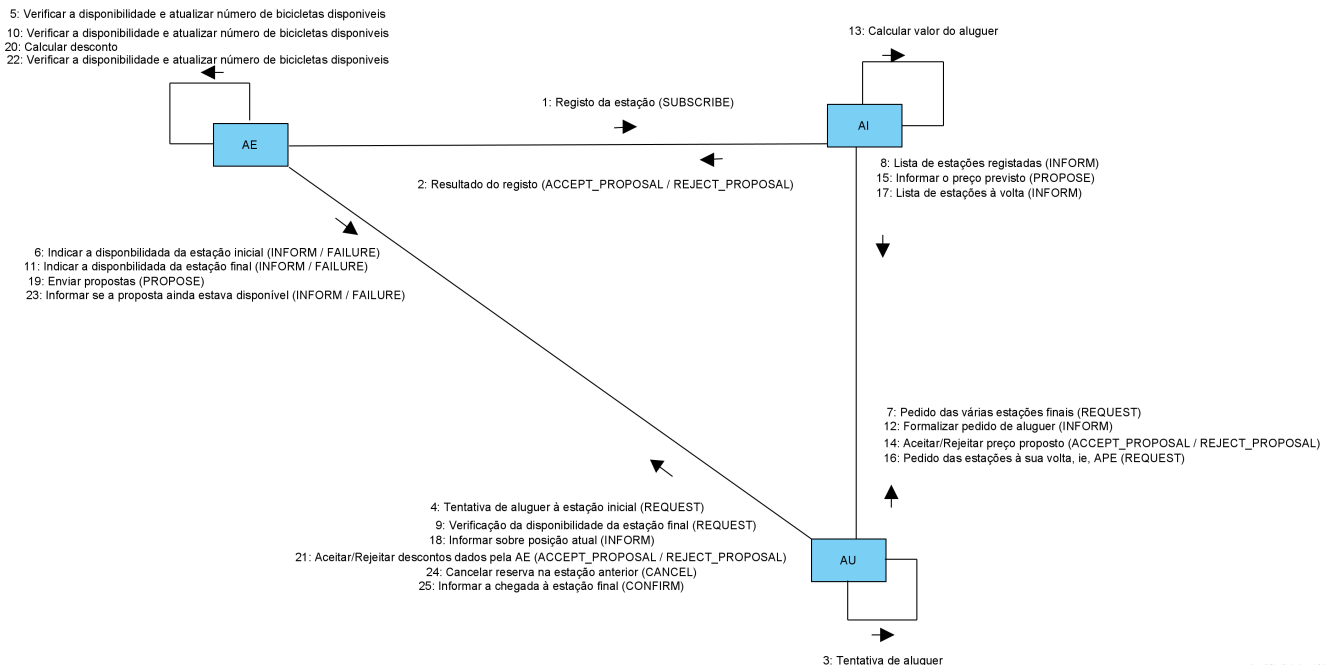 5: Verificar a disponibilidade e atualizar número de bicicletas disponiveis
10: Verificar a disponibilidade e atualizar número de bicicletas disponiveis
20: Calcular desconto
22: Verificar a disponibilidade e atualizar número de bicicletas disponiveis
13: Calcular valor do aluguer
1: Registo da estação (SUBSCRIBE)
AE
AI
2: Resultado do registo (ACCEPT_PROPOSAL / REJECT_PROPOSAL)
8: Lista de estações registadas (INFORM)
15: Informar o preço previsto (PROPOSE)
17: Lista de estações à volta (INFORM)
6: Indicar a disponbilidada da estação inicial (INFORM / FAILURE)
11: Indicar a disponbilidada da estação final (INFORM / FAILURE)
19: Enviar propostas (PROPOSE)
23: Informar se a proposta ainda estava disponível (INFORM / FAILURE)
7: Pedido das várias estações finais (REQUEST)
12: Formalizar pedido de aluguer (INFORM)
14: Aceitar/Rejeitar preço proposto (ACCEPT_PROPOSAL / REJECT_PROPOSAL)
16: Pedido das estações à sua volta, ie, APE (REQUEST)
4: Tentativa de aluguer à estação inicial (REQUEST)
9: Verificação da disponibilidade da estação final (REQUEST)
18: Informar sobre posição atual (INFORM)
21: Aceitar/Rejeitar descontos dados pela AE (ACCEPT_PROPOSAL / REJECT_PROPOSAL)
24: Cancelar reserva na estação anterior (CANCEL)
25: Informar a chegada à estação final (CONFIRM)
AU
3: Tentativa de aluguer